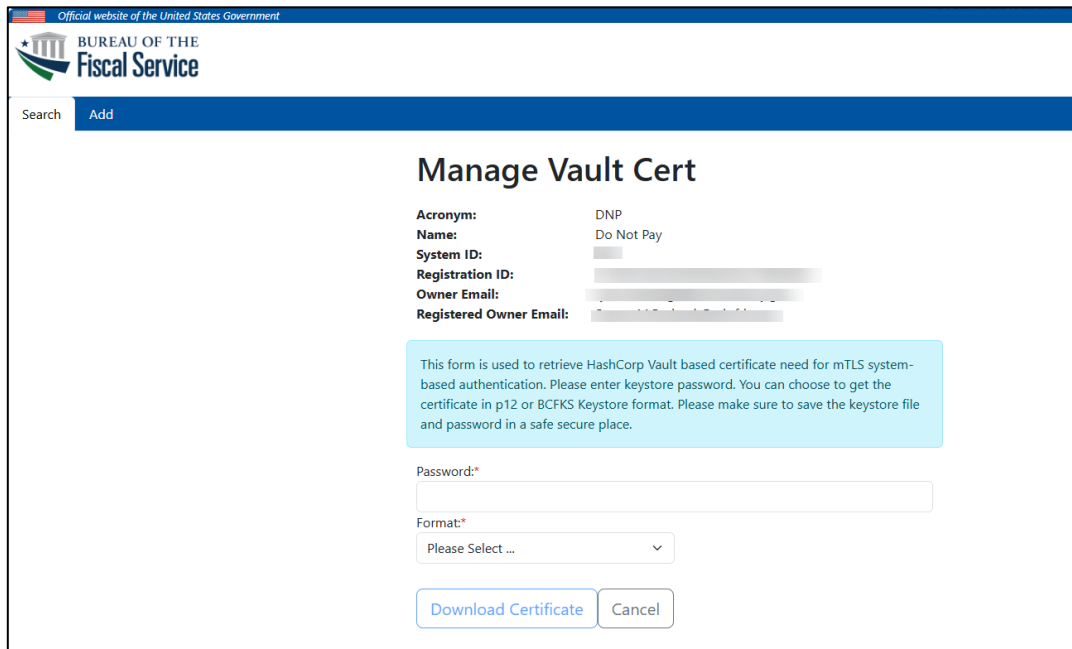 Official website of the United States Government
BUREAU OF THE
Fiscal Service
Search Add
Manage Vault Cert
Acronym: DNP
Name: Do Not Pay
System ID:
Registration ID:
Owner Email:
Registered Owner Email:
This form is used to retrieve HashCorp Vault based certificate need for mTLS system-
based authentication. Please enter keystore password. You can choose to get the
certificate in p12 or BCFKS Keystore format. Please make sure to save the keystore file
and password in a safe secure place.
Password:*
Format:*
Please Select ...
Download Certificate Cancel